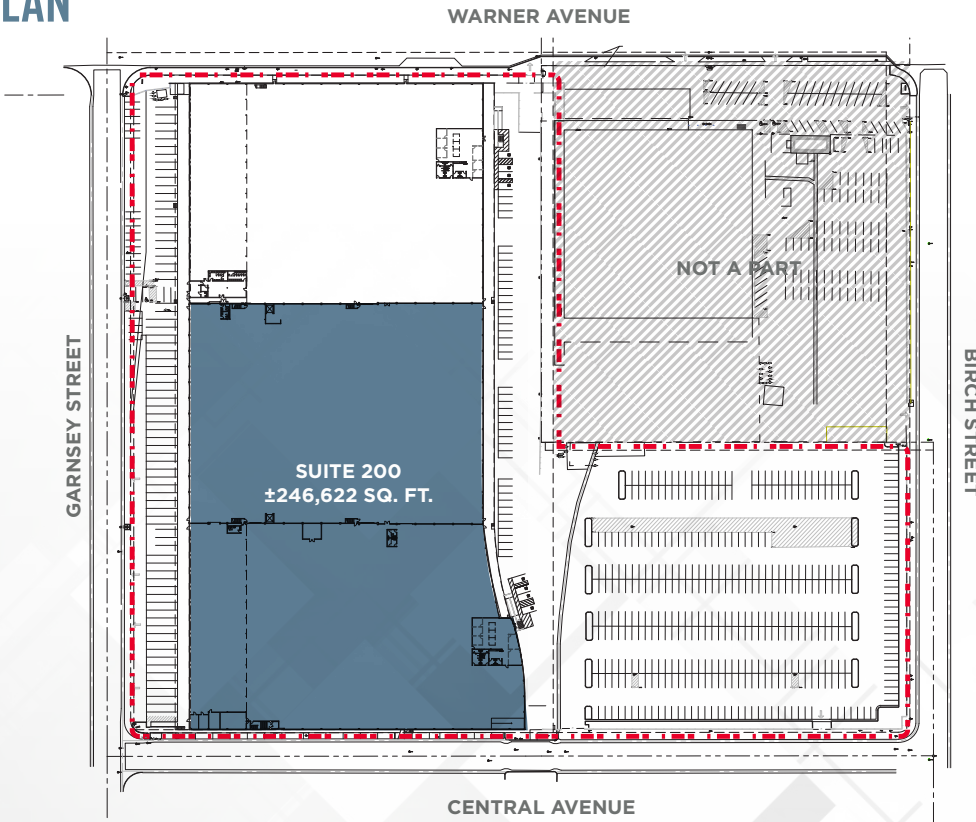 LAN
WARNER AVENUE
NOT A PART
GARNSEY STREET
BIRCH STREET
SUITE 200
±246,622 SQ. FT.
CENTRAL AVENUE